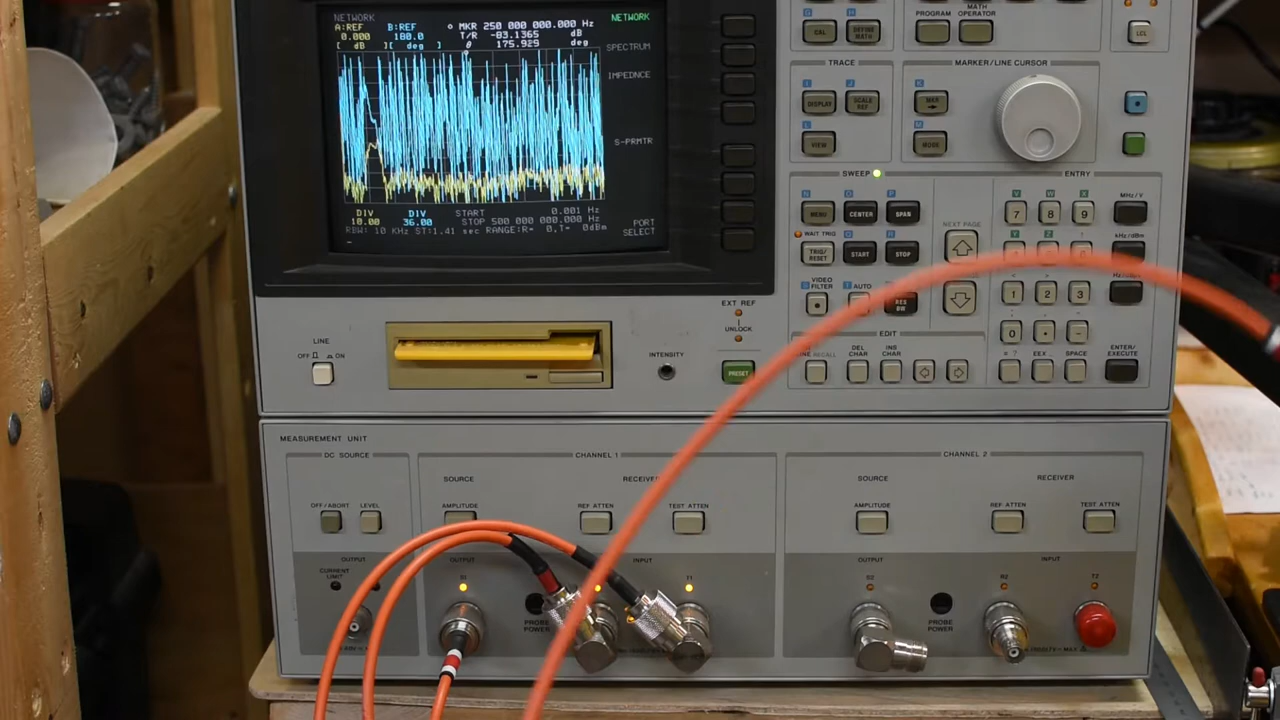 NETWORK
NETWORK
A:REF B:REF o MKR 250 000 000.000 Hz
0.000 180.0 T/R -83.1365 dB
[ dB ][ deg ] θ 175.929 deg
SPECTRUM
IMPEDNCE
S-PRMTR
PORT
SELECT
DIV DIV START 0.001 Hz
10.00 36.00 STOP 500 000 000.000 Hz
RBW: 10 KHz ST:1.41 sec RANGE:R= 0,T= 0dBm
CAL
DEFINE
MATH
PROGRAM
MATH
OPERATOR
LCL
TRACE
MARKER/LINE CURSOR
DISPLAY
SCALE
REF
MKR
VIEW
MODE
SWEEP
ENTRY
MENU
CENTER
SPAN
WAIT TRIG
TRIG/
RESET
START
STOP
NEXT PAGE
VIDEO
FILTER
AUTO
RES
BW
7 8 9
MHz/V
kHz/dBm
1 2 3
0
EDIT
DEL
CHAR
INS
CHAR
EEX
SPACE
ENTER/
EXECUTE
EXT REF
UNLOCK
PRESET
INTENSITY
LINE
OFF ON
MEASUREMENT UNIT
DC SOURCE
CHANNEL 1
CHANNEL 2
SOURCE
RECEIVER
SOURCE
RECEIVER
OFF/ABORT
LEVEL
AMPLITUDE
REF ATTEN
TEST ATTEN
AMPLITUDE
REF ATTEN
TEST ATTEN
OUTPUT
OUTPUT
INPUT
OUTPUT
INPUT
CURRENT
LIMIT
S1
T1
S2
R2
T2
PROBE
POWER
PROBE
POWER